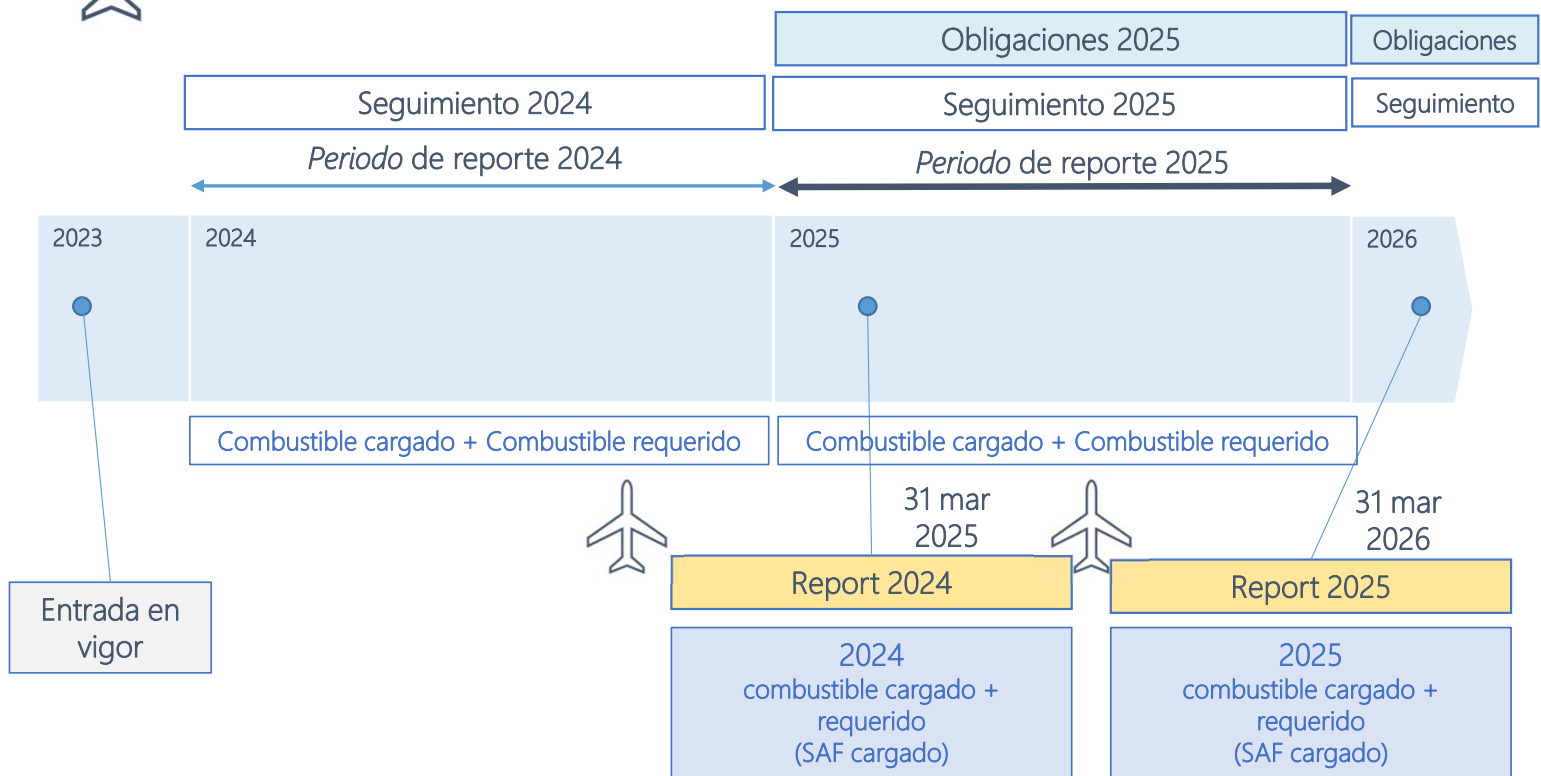 Obligaciones 2025
Obligaciones
Seguimiento 2024
Seguimiento 2025
Seguimiento
Periodo de reporte 2024
Periodo de reporte 2025
2023
2024
2025
2026
Combustible cargado + Combustible requerido
Combustible cargado + Combustible requerido
31 mar
2025
31 mar
2026
Entrada en
vigor
Report 2024
Report 2025
2024
combustible cargado +
requerido
(SAF cargado)
2025
combustible cargado +
requerido
(SAF cargado)